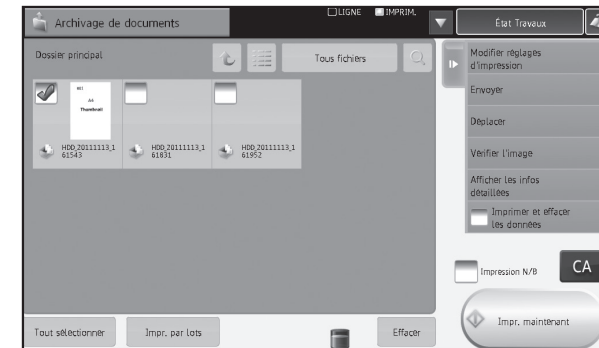 Archivage de documents
LIGNE IMPRIM.
État Travaux
Dossier principal
Tous fichiers
Modifier réglages
d'impression
Envoyer
Déplacer
Vérifier l'image
Afficher les infos
détaillées
Imprimer et effaçer
les données
A4
Thumbnail
HDD_20111113_1
61543
HDD_20111113_1
61831
HDD_20111113_1
61952
Impression N/B
CA
Impr. maintenant
Tout sélectionner
Impr. par lots
Effaçer